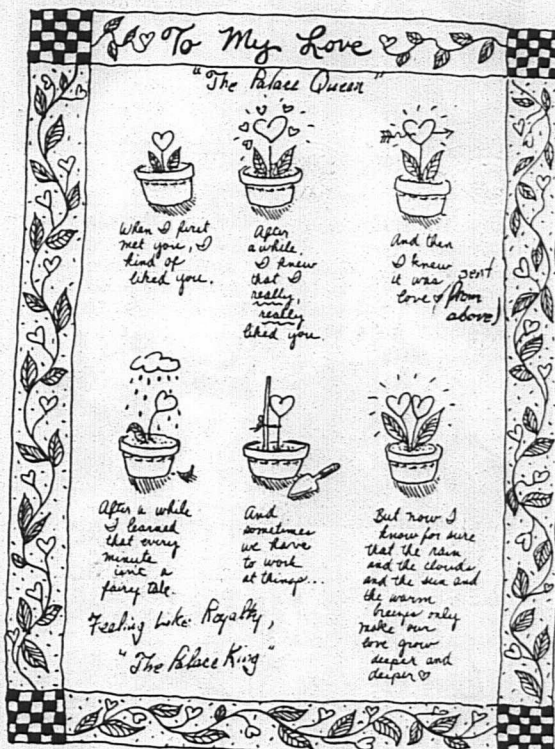 To My Love
"The Palace Queen"
When I first
met you, I
kind of
liked you.
After
awhile,
I knew
that I
really,
really
liked you.
And then
I knew
it was
love
sent
(from
above)
After a while
I learned
that every
minute
isn't a
fairy tale.
And
sometimes
we have
to work
at things...
But now I
know for sure
that the rain
and the clouds
and the sun and
the warm
breezes only
make our
love grow
deeper and
deeper ♡
Feeling Like Royalty,
"The Palace King"